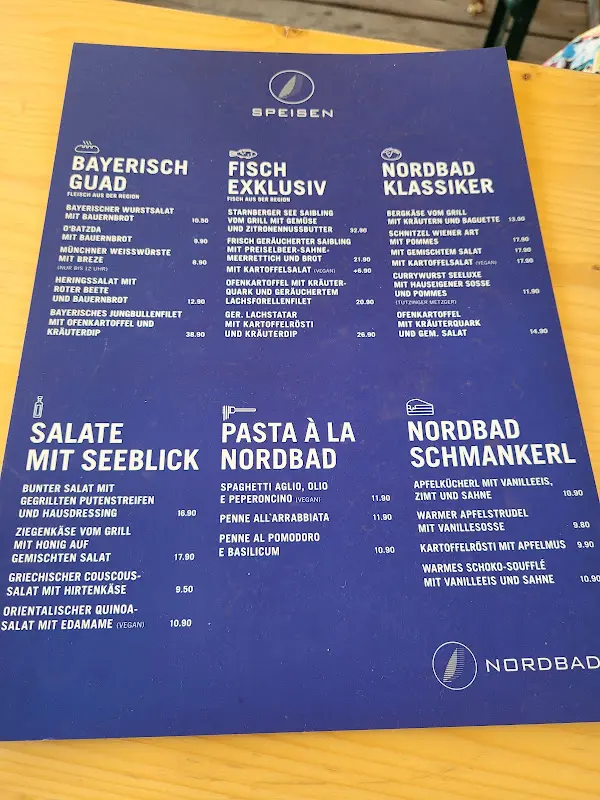 SPEISEN
BAYERISCH
GUAD
FLEISCH AUS DER REGION
BAYERISCHER WURSTSALAT
MIT BAUERNBROT 10.50
O'BATZDA
MIT BAUERNBROT 9.90
MÜNCHNER WEISSWÜRSTE
MIT BREZE 8.90
(NUR BIS 12 UHR)
HERINGSSALAT MIT
ROTER BEETE
UND BAUERNBROT 12.90
BAYERISCHES JUNGBULLENFILET
MIT OFENKARTOFFEL UND
KRÄUTERDIP 38.90
FISCH
EXKLUSIV
FISCH AUS DER REGION
STARNBERGER SEE SAIBLING
VOM GRILL MIT GEMÜSE
UND ZITRONENNUSSBUTTER 32.90
FRISCH GERÄUCHERTER SAIBLING
MIT PREISELBEER-SAHNE-
MEERRETTICH UND BROT 21.90
MIT KARTOFFELSALAT (VEGAN) +6.90
OFENKARTOFFEL MIT KRÄUTER-
QUARK UND GERÄUCHERTEM
LACHSFORELLENFILET 20.90
GER. LACHSTATAR
MIT KARTOFFELRÖSTI
UND KRÄUTERDIP 26.90
NORDBAD
KLASSIKER
BERGKÄSE VOM GRILL
MIT KRÄUTERN UND BAGUETTE 13.90
SCHNITZEL WIENER ART
MIT POMMES 17.90
MIT GEMISCHTEM SALAT 17.90
MIT KARTOFFELSALAT (VEGAN) 17.90
CURRYWURST SEELUXE
MIT HAUSEIGENER SOSSE
UND POMMES 11.90
(TUTZINGER METZGER)
OFENKARTOFFEL
MIT KRÄUTERQUARK
UND GEM. SALAT 14.90
SALATE
MIT SEEBLICK
BUNTER SALAT MIT
GEGRILLTEN PUTENSTREIFEN
UND HAUSDRESSING 16.90
ZIEGENKÄSE VOM GRILL
MIT HONIG AUF
GEMISCHTEN SALAT 17.90
GRIECHISCHER COUSCOUS-
SALAT MIT HIRTENKÄSE 9.50
ORIENTALISCHER QUINOA-
SALAT MIT EDAMAME (VEGAN) 10.90
PASTA À LA
NORDBAD
SPAGHETTI AGLIO, OLIO
E PEPERONCINO (VEGAN) 11.90
PENNE ALL`ARRABBIATA 11.90
PENNE AL POMODORO
E BASILICUM 10.90
NORDBAD
SCHMANKERL
APFELKÜCHERL MIT VANILLEEIS,
ZIMT UND SAHNE 10.90
WARMER APFELSTRUDEL
MIT VANILLESOSSE 9.80
KARTOFFELRÖSTI MIT APFELMUS 9.90
WARMES SCHOKO-SOUFFLÉ
MIT VANILLEEIS UND SAHNE 10.90
NORDBAD